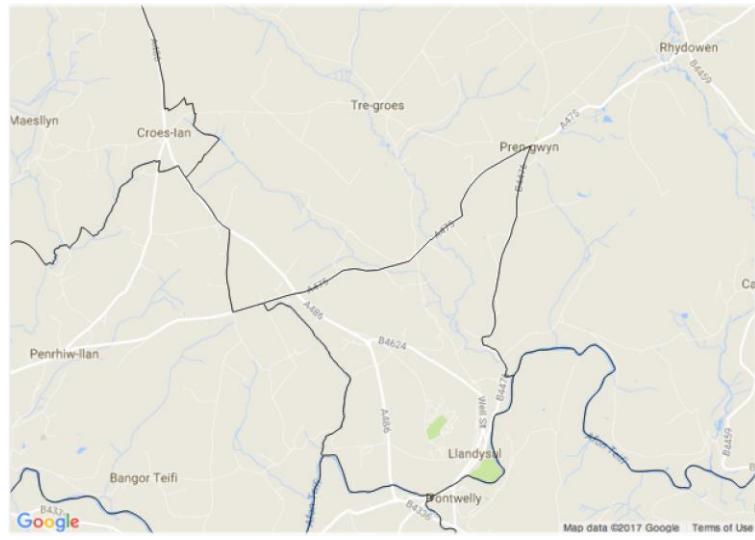 A486
Rhydowen
B4459
Tre-groes
Maesllyn
Croes-lan
A475
Pren-gwyn
B4476
A475
A475
A486
Penrhiw-llan
B4624
B4476
Well St
A486
B4459
Afon Teifi
Llandysul
Bangor Teifi
Pontwelly
B4336
Google
Map data ©2017 Google
Terms of Use